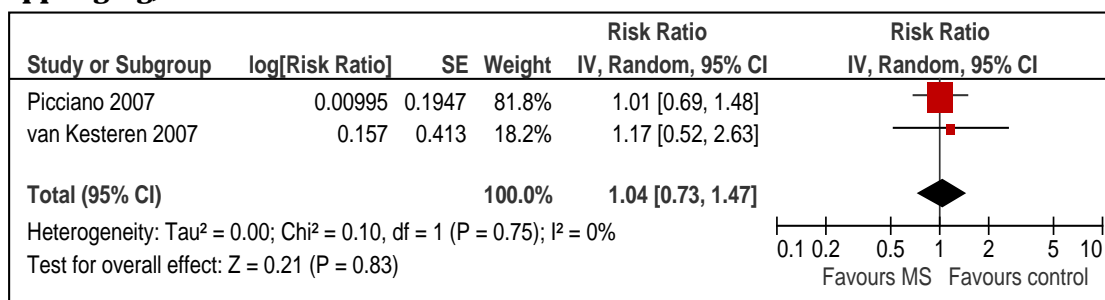 Risk Ratio Risk Ratio
Study or Subgroup log[Risk Ratio] SE Weight IV, Random, 95% CI IV, Random, 95% CI
Picciano 2007 0.00995 0.1947 81.8% 1.01 [0.69, 1.48]
van Kesteren 2007 0.157 0.413 18.2% 1.17 [0.52, 2.63]
Total (95% CI) 100.0% 1.04 [0.73, 1.47]
Heterogeneity: Tau² = 0.00; Chi² = 0.10, df = 1 (P = 0.75); I² = 0%
Test for overall effect: Z = 0.21 (P = 0.83)
0.1 0.2 0.5 1 2 5 10
Favours MS Favours control